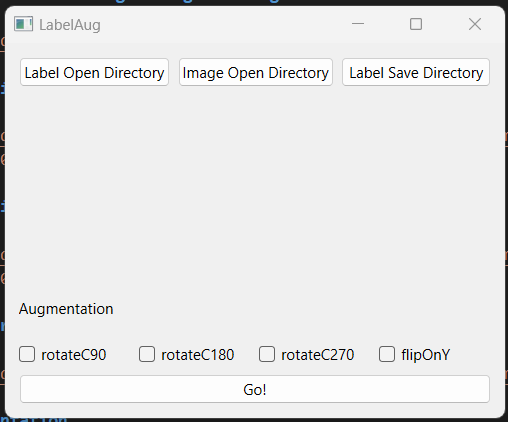 LabelAug
Label Open Directory Image Open Directory Label Save Directory
Augmentation
rotateC90 rotateC180 rotateC270 flipOnY
Go!